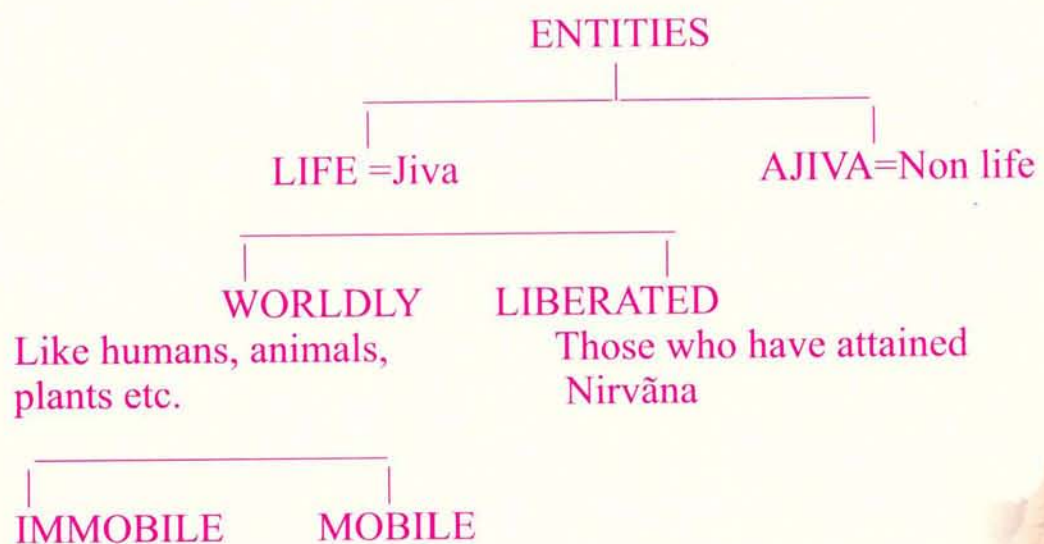 ENTITIES
LIFE =Jiva AJIVA=Non life
WORLDLY LIBERATED
Like humans, animals, Those who have attained
plants etc. Nirvãna
IMMOBILE MOBILE